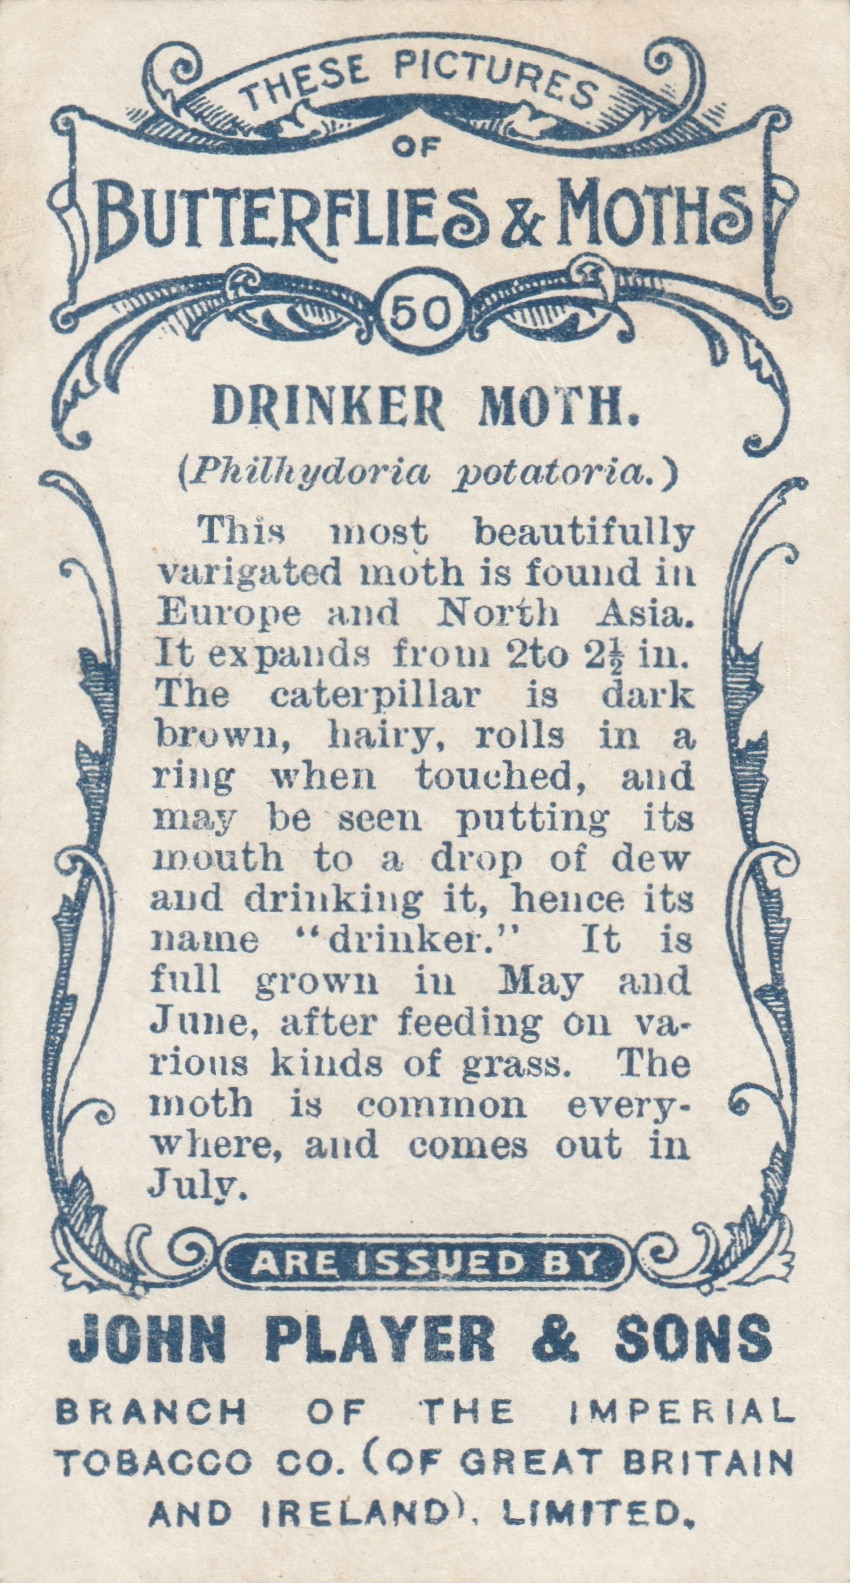 THESE PICTURES
OF
BUTTERFLIES & MOTHS
50
DRINKER MOTH.
(Philhydoria potatoria.)
This most beautifully
varigated moth is found in
Europe and North Asia.
It expands from 2to 2½ in.
The caterpillar is dark
brown, hairy, rolls in a
ring when touched, and
may be seen putting its
mouth to a drop of dew
and drinking it, hence its
name “drinker.” It is
full grown in May and
June, after feeding on va-
rious kinds of grass. The
moth is common every-
where, and comes out in
July.
ARE ISSUED BY
JOHN PLAYER & SONS
BRANCH OF THE IMPERIAL
TOBACCO CO. (OF GREAT BRITAIN
AND IRELAND), LIMITED.